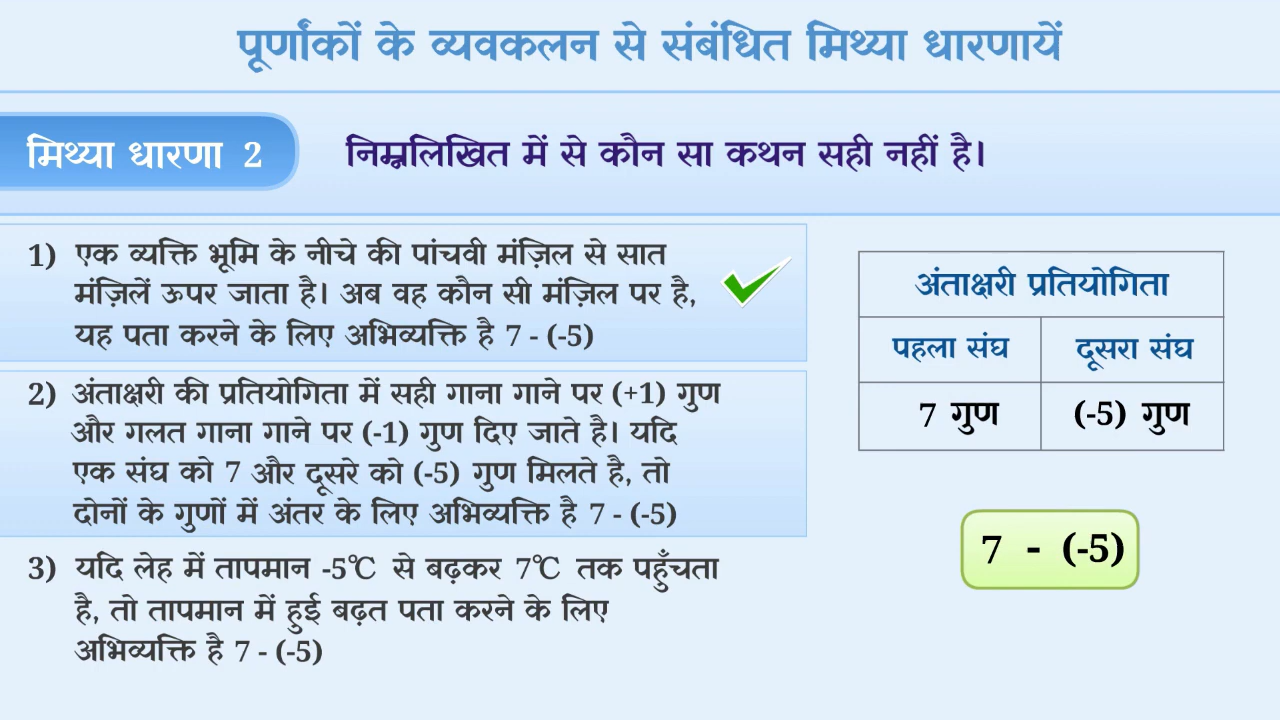 पूर्णांकों के व्यवकलन से संबंधित मिथ्या धारणायें
मिथ्या धारणा 2
निम्नलिखित में से कौन सा कथन सही नहीं है।
1) एक व्यक्ति भूमि के नीचे की पांचवी मंज़िल से सात
मंज़िलें ऊपर जाता है। अब वह कौन सी मंज़िल पर है,
यह पता करने के लिए अभिव्यक्ति है 7 - (-5)
2) अंताक्षरी की प्रतियोगिता में सही गाना गाने पर (+1) गुण
और गलत गाना गाने पर (-1) गुण दिए जाते है। यदि
एक संघ को 7 और दूसरे को (-5) गुण मिलते है, तो
दोनों के गुणों में अंतर के लिए अभिव्यक्ति है 7 - (-5)
3) यदि लेह में तापमान -5℃ से बढ़कर 7℃ तक पहुँचता
है, तो तापमान में हुई बढ़त पता करने के लिए
अभिव्यक्ति है 7 - (-5)
अंताक्षरी प्रतियोगिता
पहला संघ दूसरा संघ
7 गुण (-5) गुण
7 - (-5)